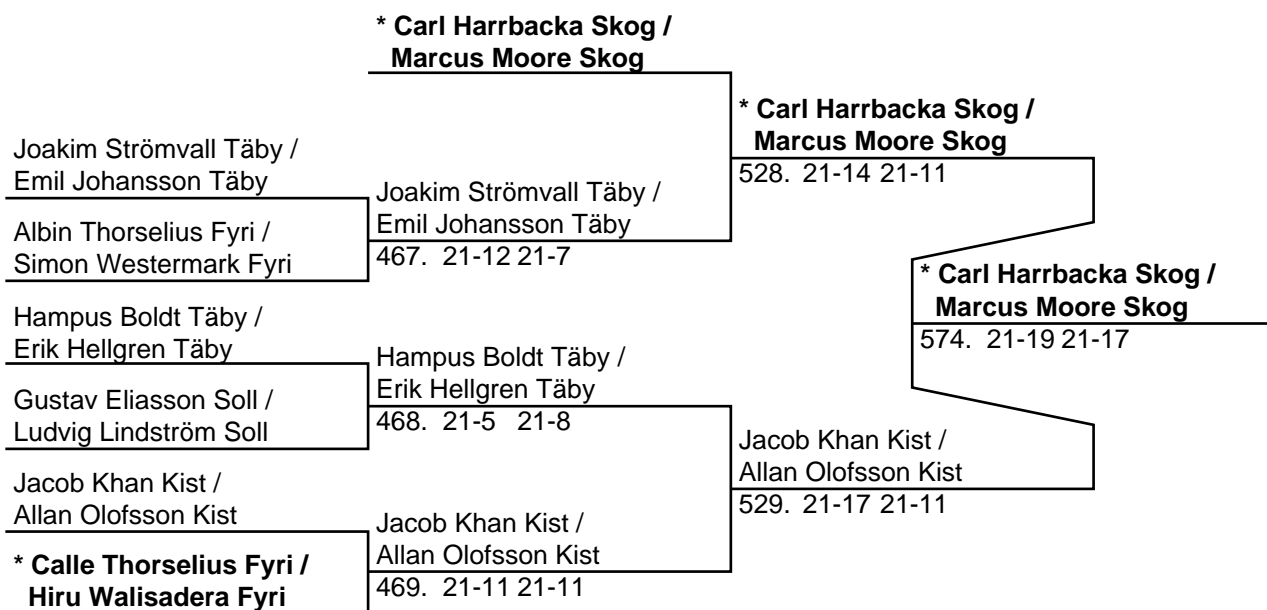 * Carl Harrbacka Skog /
Marcus Moore Skog
Joakim Strömvall Täby /
Emil Johansson Täby
Albin Thorselius Fyri /
Simon Westermark Fyri
Hampus Boldt Täby /
Erik Hellgren Täby
Gustav Eliasson Soll /
Ludvig Lindström Soll
Jacob Khan Kist /
Allan Olofsson Kist
* Calle Thorselius Fyri /
Hiru Walisadera Fyri
Joakim Strömvall Täby /
Emil Johansson Täby
467. 21-12 21-7
Hampus Boldt Täby /
Erik Hellgren Täby
468. 21-5 21-8
Jacob Khan Kist /
Allan Olofsson Kist
469. 21-11 21-11
* Carl Harrbacka Skog /
Marcus Moore Skog
528. 21-14 21-11
Jacob Khan Kist /
Allan Olofsson Kist
529. 21-17 21-11
* Carl Harrbacka Skog /
Marcus Moore Skog
574. 21-19 21-17